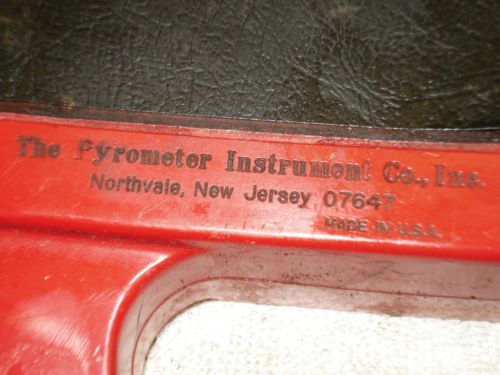 The Pyrometer Instrument Co., Inc.
Northvale, New Jersey 07647
MADE IN U.S.A.